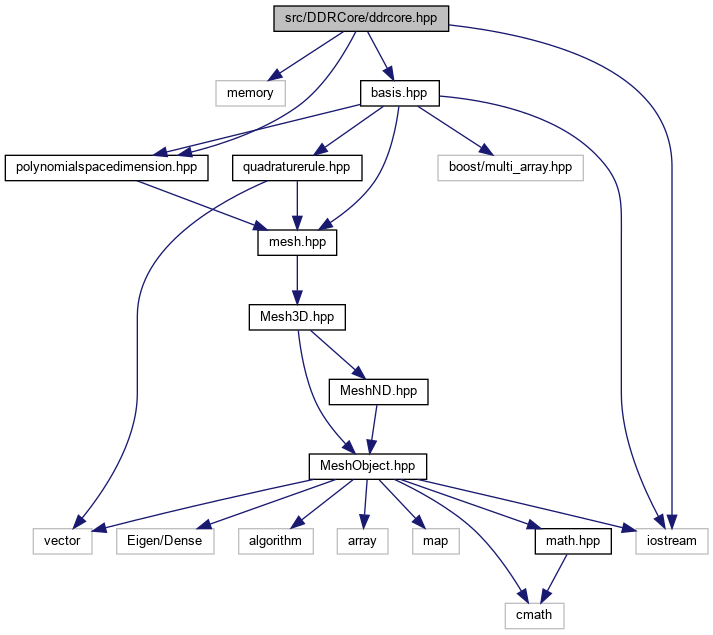 src/DDRCore/ddrcore.hpp
memory
basis.hpp
polynomialspacedimension.hpp
quadraturerule.hpp
boost/multi_array.hpp
mesh.hpp
Mesh3D.hpp
MeshND.hpp
MeshObject.hpp
vector
Eigen/Dense
algorithm
array
map
math.hpp
iostream
cmath